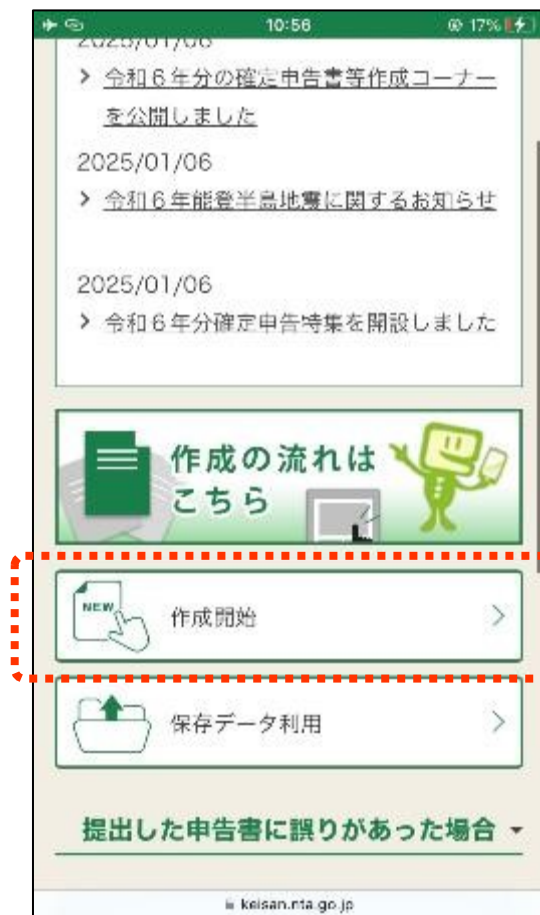 10:56
17%
2025/01/06
令和6年分の確定申告書等作成コーナー
を公開しました
2025/01/06
令和6年能登半島地震に関するお知らせ
2025/01/06
令和6年分確定申告特集を開設しました
作成の流れは
こちら
NEW
作成開始
保存データ利用
提出した申告書に誤りがあった場合
keisan.nta.go.jp